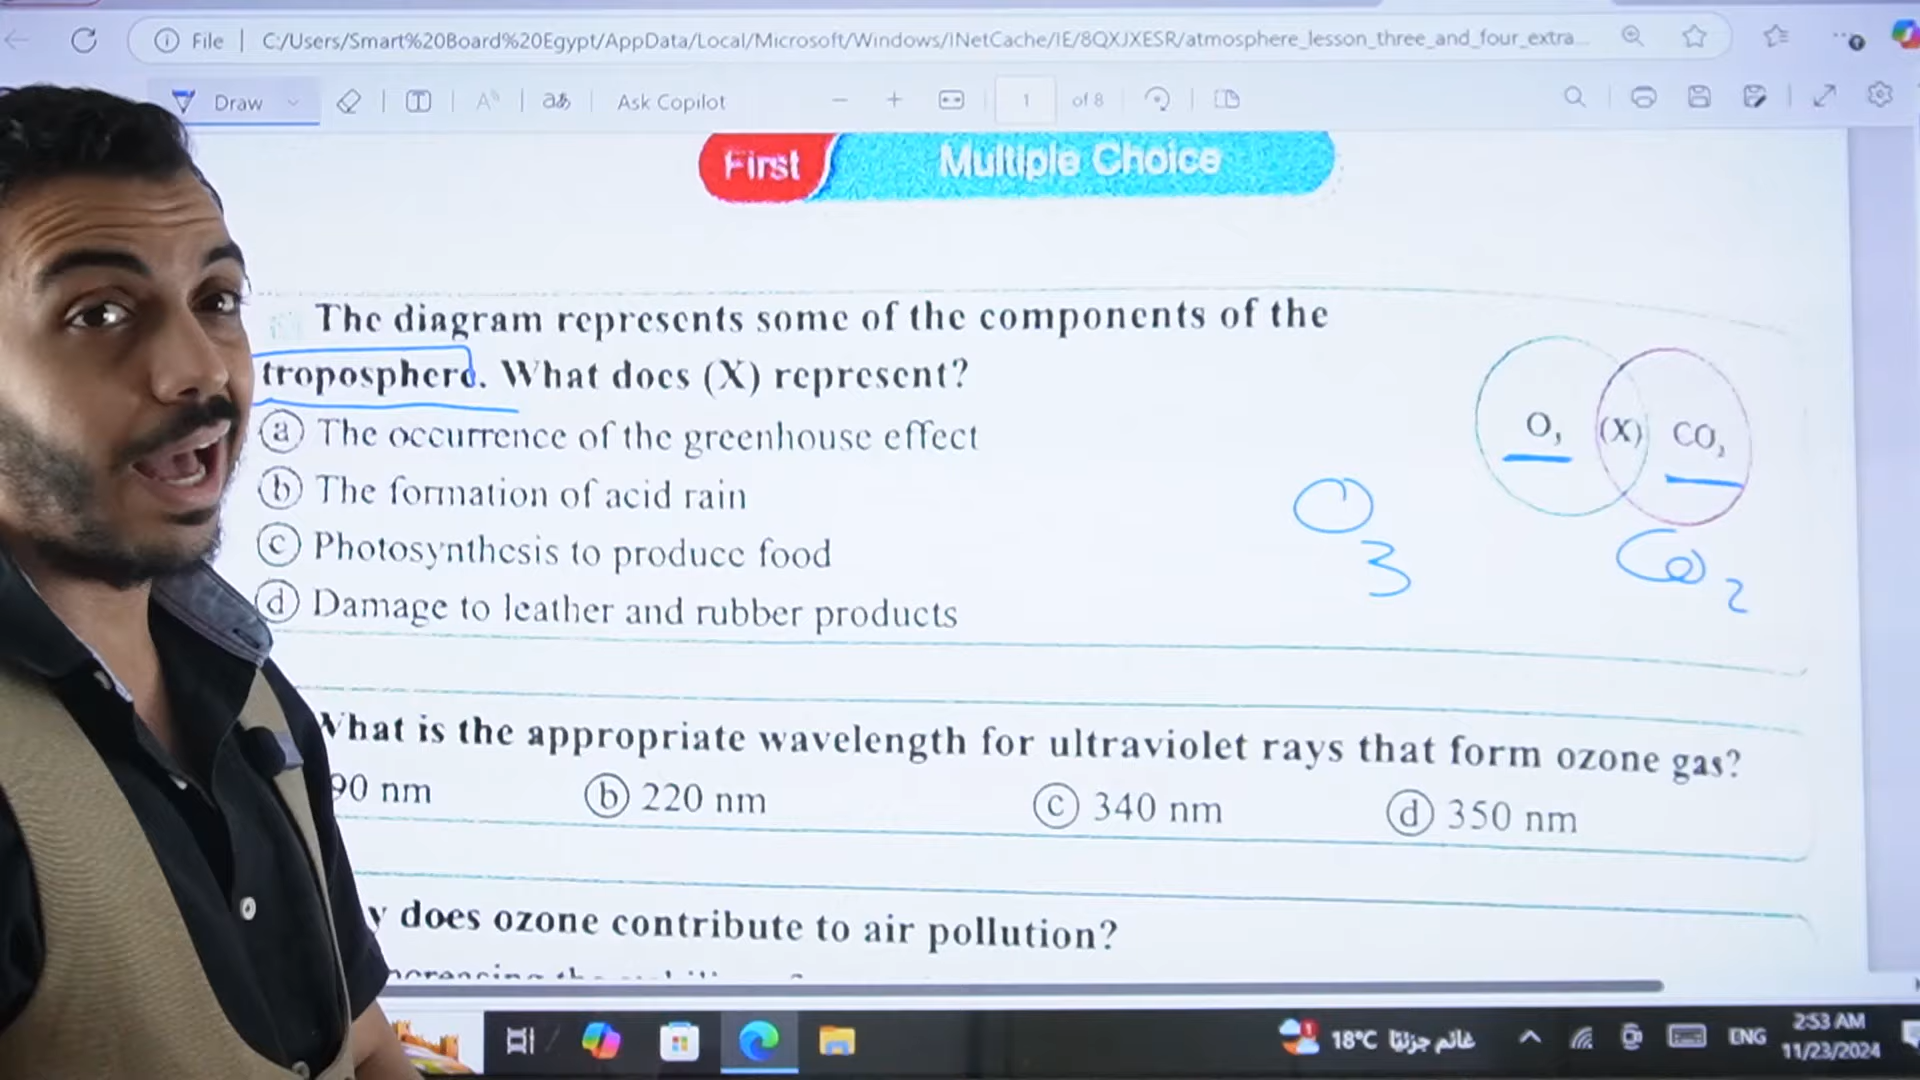 File | C:/Users/Smart%20Board%20Egypt/AppData/Local/Microsoft/Windows/INetCache/IE/8QXJXESR/atmosphere_lesson_three_and_four_extra...
Draw
aあ
Ask Copilot
1
of 8
First
Multiple Choice
The diagram represents some of the components of the
troposphere. What does (X) represent?
O3 (X) CO2
(a) The occurrence of the greenhouse effect
(b) The formation of acid rain
(c) Photosynthesis to produce food
(d) Damage to leather and rubber products
O3
CO2
What is the appropriate wavelength for ultraviolet rays that form ozone gas?
90 nm (b) 220 nm (c) 340 nm (d) 350 nm
y does ozone contribute to air pollution?
18°C غائم جزئيًا
ENG
2:53 AM
11/23/2024